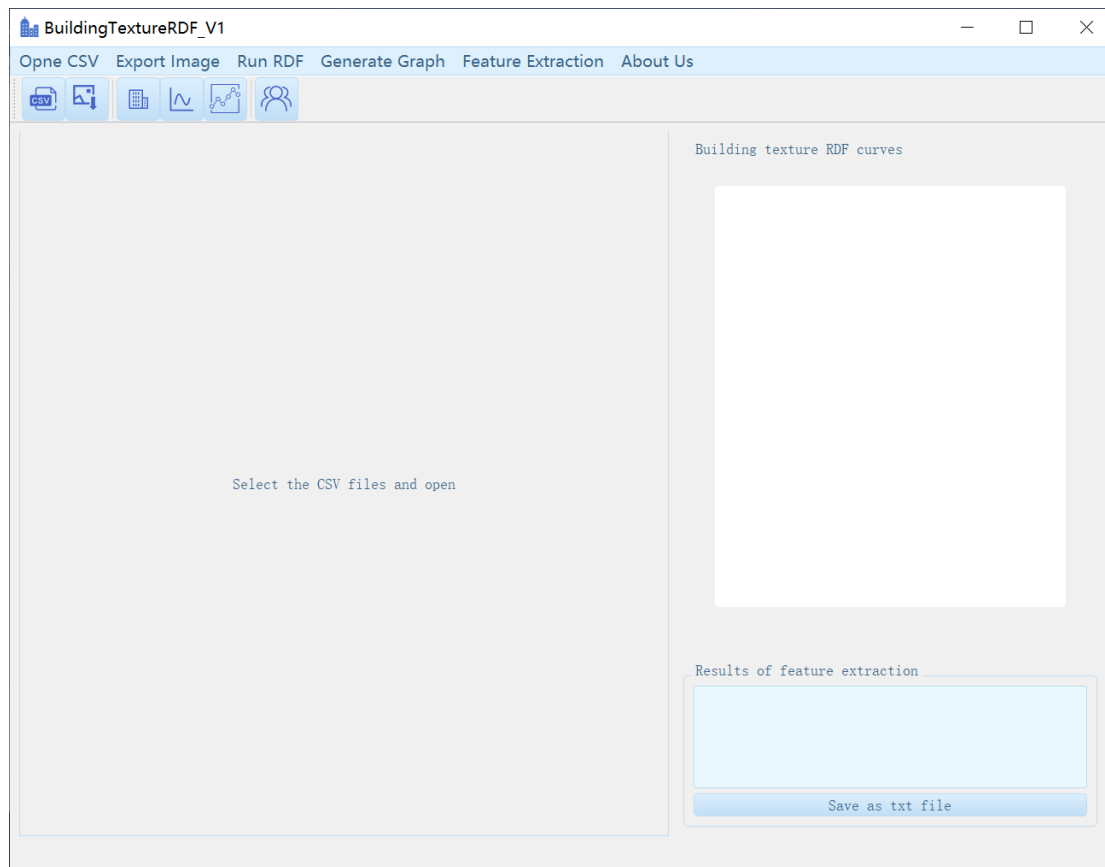 BuildingTextureRDF_V1
Opne CSV Export Image Run RDF Generate Graph Feature Extraction About Us
CSV
Building texture RDF curves
Select the CSV files and open
Results of feature extraction
Save as txt file